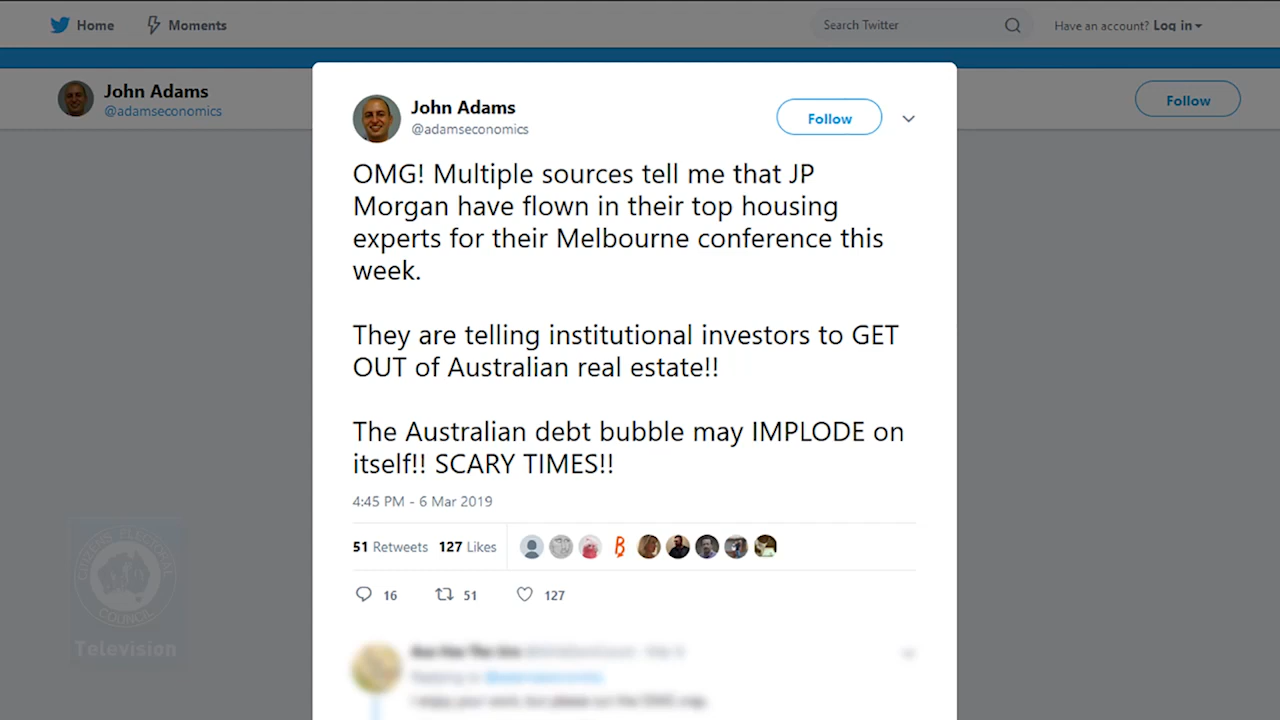 Home
Moments
Search Twitter
Have an account? Log in
John Adams
@adamseconomics
Follow
John Adams
@adamseconomics
Follow
OMG! Multiple sources tell me that JP
Morgan have flown in their top housing
experts for their Melbourne conference this
week.
They are telling institutional investors to GET
OUT of Australian real estate!!
The Australian debt bubble may IMPLODE on
itself!! SCARY TIMES!!
4:45 PM - 6 Mar 2019
51 Retweets 127 Likes
16 51 127
CITIZENS ELECTORAL
COUNCIL
Television